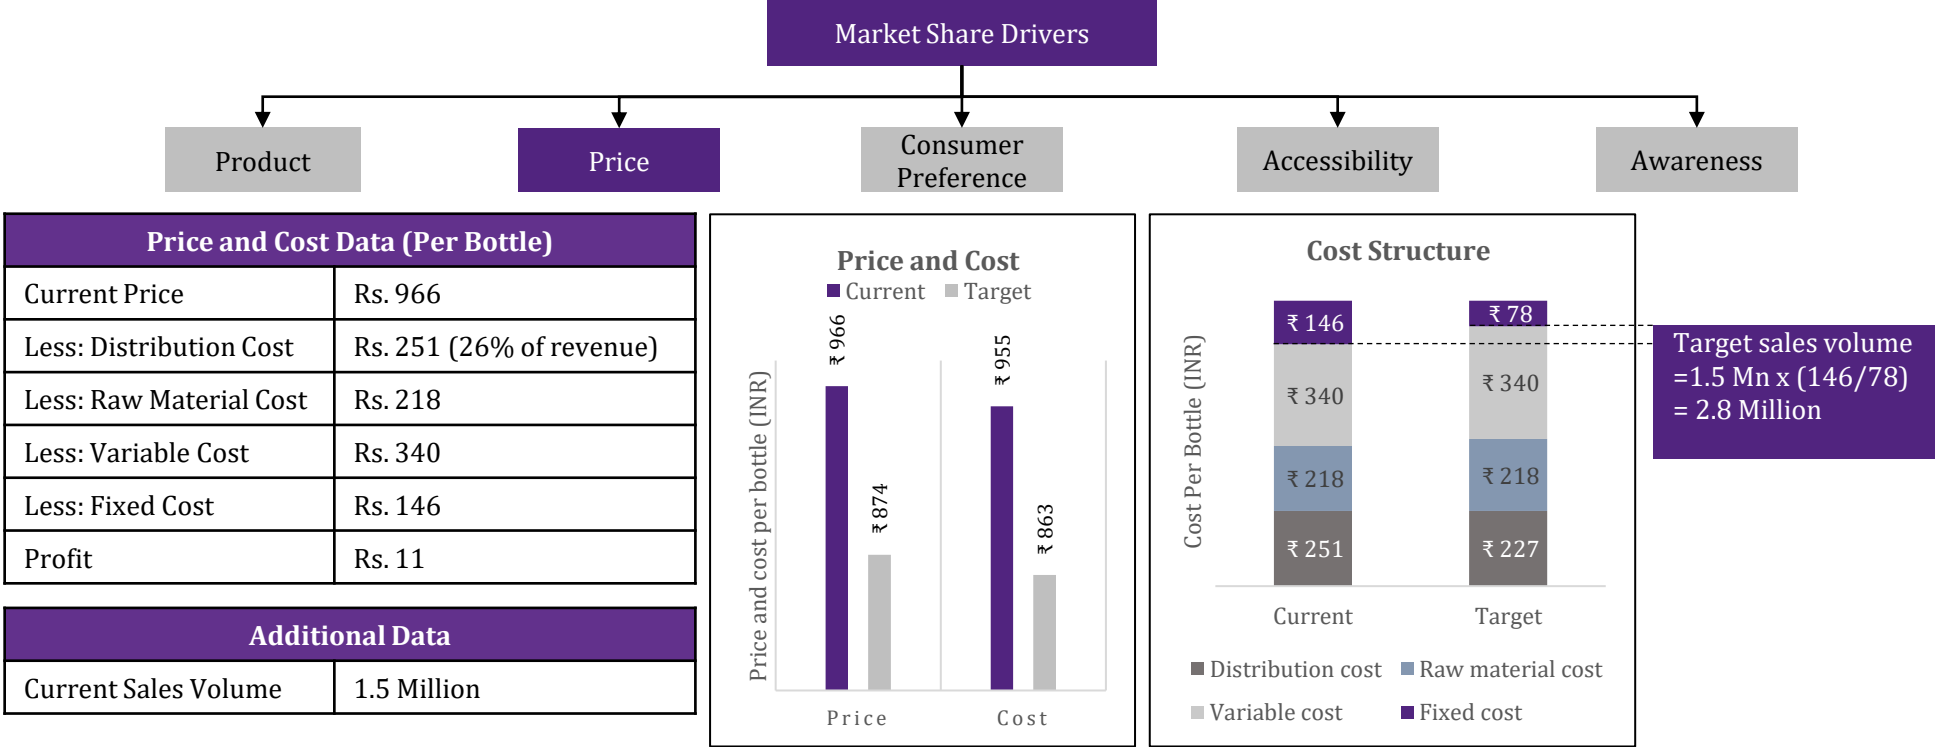 Market Share Drivers
Product
Price
Consumer
Preference
Accessibility
Awareness
Price and Cost Data (Per Bottle)
Current Price Rs. 966
Less: Distribution Cost Rs. 251 (26% of revenue)
Less: Raw Material Cost Rs. 218
Less: Variable Cost Rs. 340
Less: Fixed Cost Rs. 146
Profit Rs. 11
Additional Data
Current Sales Volume 1.5 Million
Price and Cost
Current Target
Price and cost per bottle (INR)
₹ 966
₹ 874
₹ 955
₹ 863
Price Cost
Cost Structure
Cost Per Bottle (INR)
₹ 146
₹ 78
₹ 340
₹ 340
₹ 218
₹ 218
₹ 251
₹ 227
Current Target
Distribution cost Raw material cost
Variable cost Fixed cost
Target sales volume
=1.5 Mn x (146/78)
= 2.8 Million